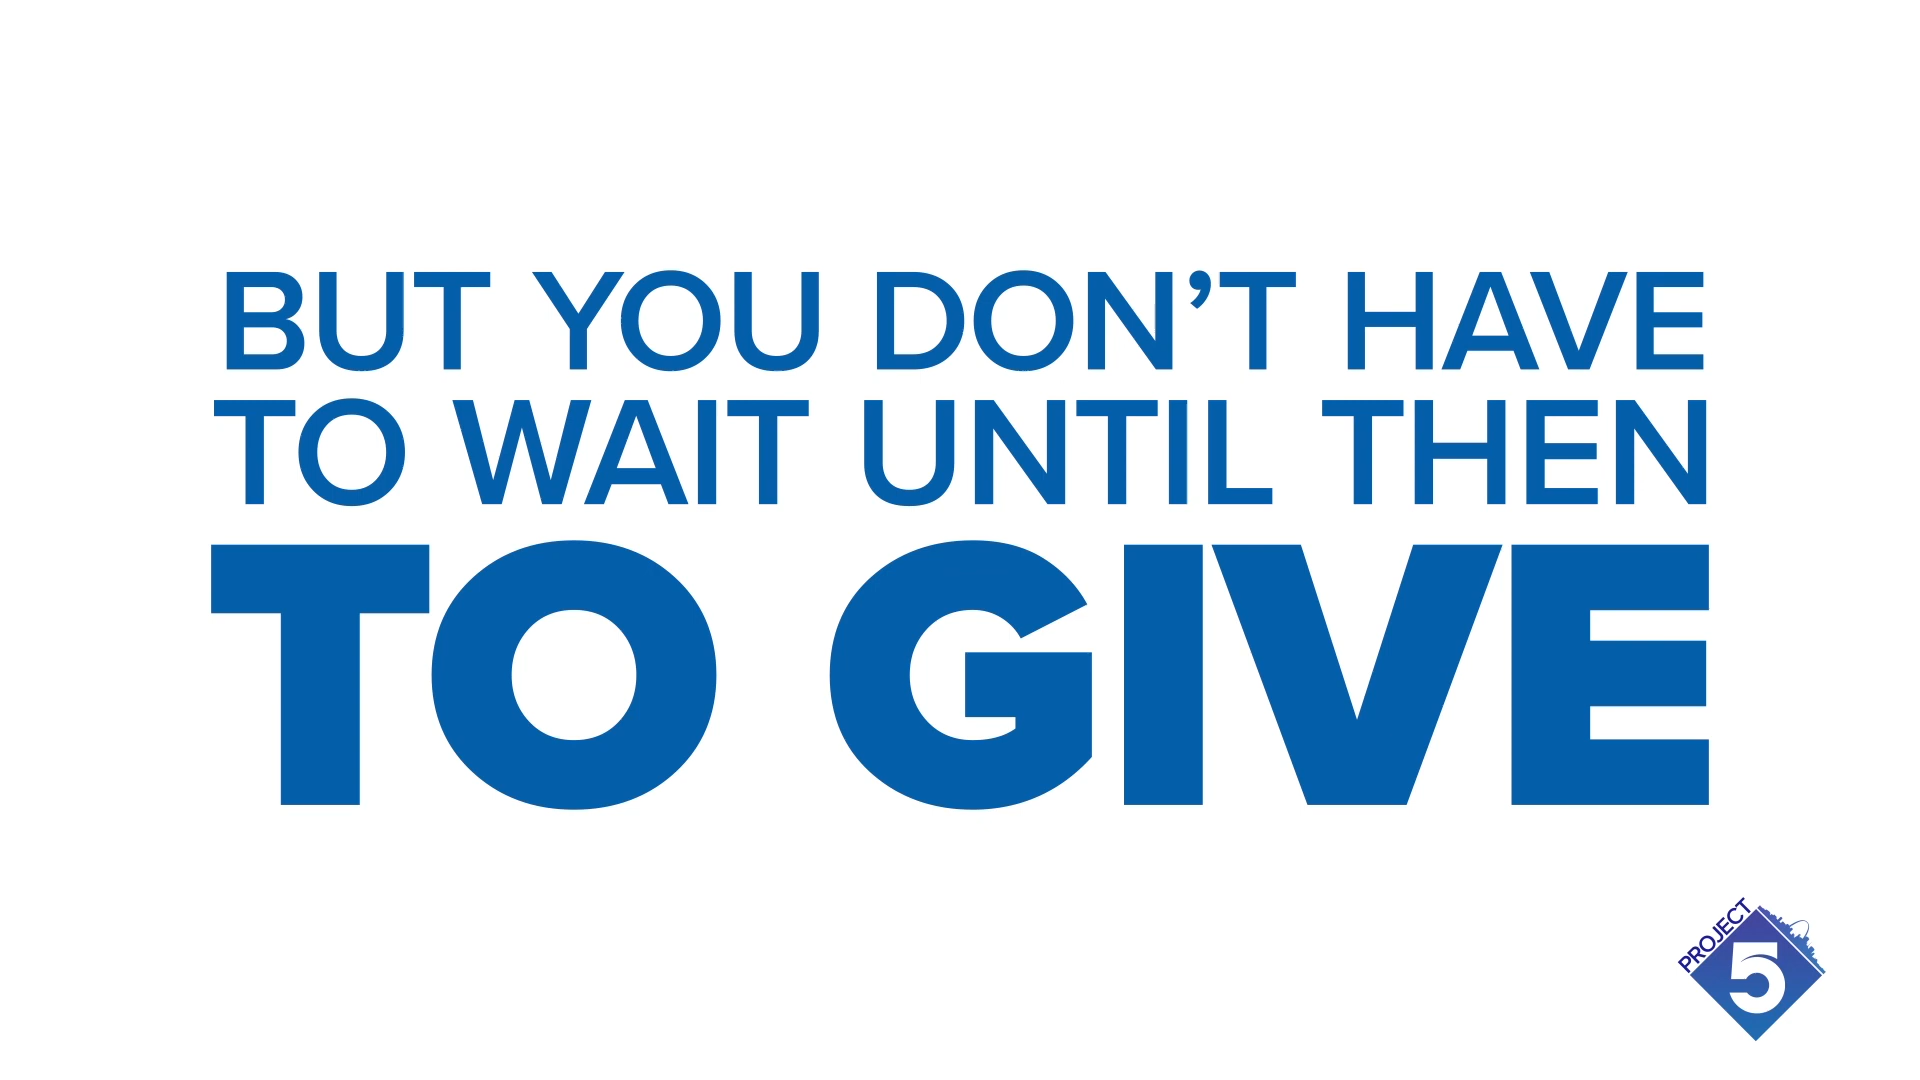 BUT YOU DON’T HAVE
TO WAIT UNTIL THEN
TO GIVE
PROJECT
5